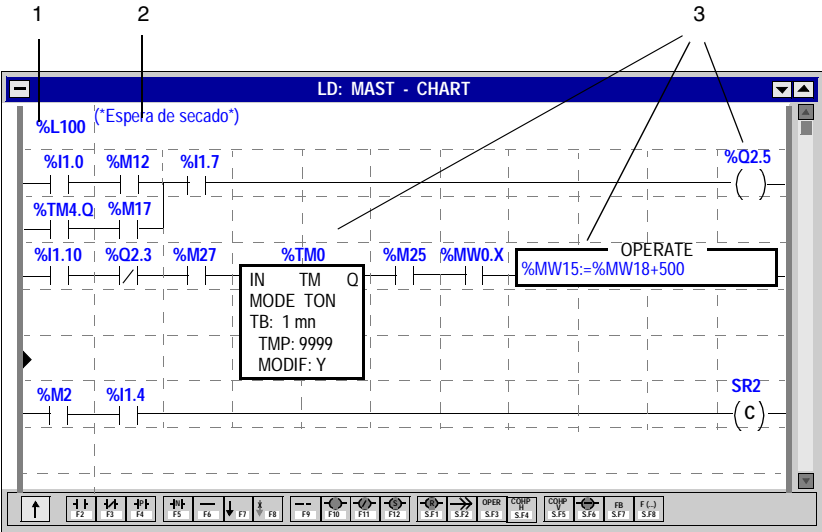 1 2 3
LD: MAST - CHART
%L100 (*Espera de secado*)
%I1.0 %M12 %I1.7 %Q2.5
%TM4.Q %M17
%I1.10 %Q2.3 %M27 %TM0 %M25 %MW0.X OPERATE
IN TM Q %MW15:=%MW18+500
MODE TON
TB: 1 mn
TMP: 9999
MODIF: Y
%M2 %I1.4 SR2
C
P N S R OPER COMP H COMP V FB F (...)
F2 F3 F4 F5 F6 F7 F8 F9 F10 F11 F12 S.F1 S.F2 S.F3 S.F4 S.F5 S.F6 S.F7 S.F8